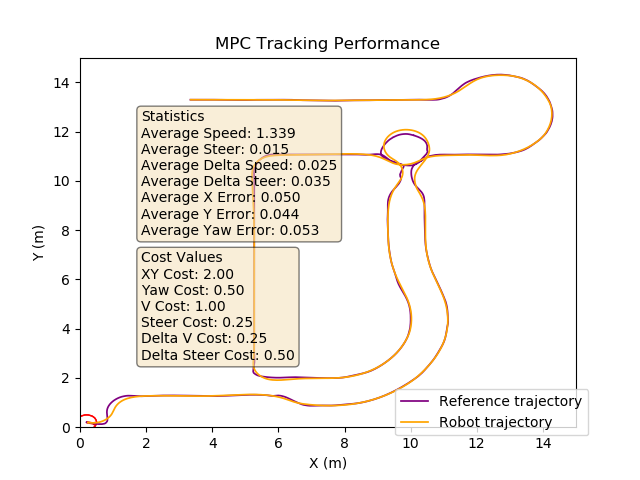 MPC Tracking Performance
Y (m)
14
12
10
8
6
4
2
0
Statistics
Average Speed: 1.339
Average Steer: 0.015
Average Delta Speed: 0.025
Average Delta Steer: 0.035
Average X Error: 0.050
Average Y Error: 0.044
Average Yaw Error: 0.053
Cost Values
XY Cost: 2.00
Yaw Cost: 0.50
V Cost: 1.00
Steer Cost: 0.25
Delta V Cost: 0.25
Delta Steer Cost: 0.50
Reference trajectory
Robot trajectory
0 2 4 6 8 10 12 14
X (m)